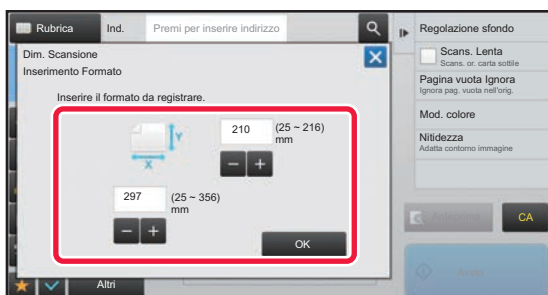 Rubrica
Ind.
Premi per inserire indirizzo
Dim. Scansione
Inserimento Formato
Inserire il formato da registrare.
Y
X
210
(25 ~ 216)
mm
297
(25 ~ 356)
mm
OK
Altri
Regolazione sfondo
Scans. Lenta
Scans. or. carta sottile
Pagina vuota Ignora
Ignora pag. vuota nell'orig.
Mod. colore
Nitidezza
Adatta contorno immagine
CA